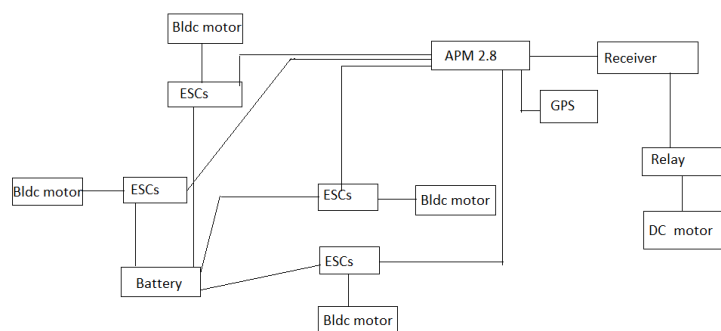 Bldc motor
APM 2.8
Receiver
ESCs
GPS
Relay
Bldc motor
ESCs
ESCs
Bldc motor
DC motor
ESCs
Battery
Bldc motor